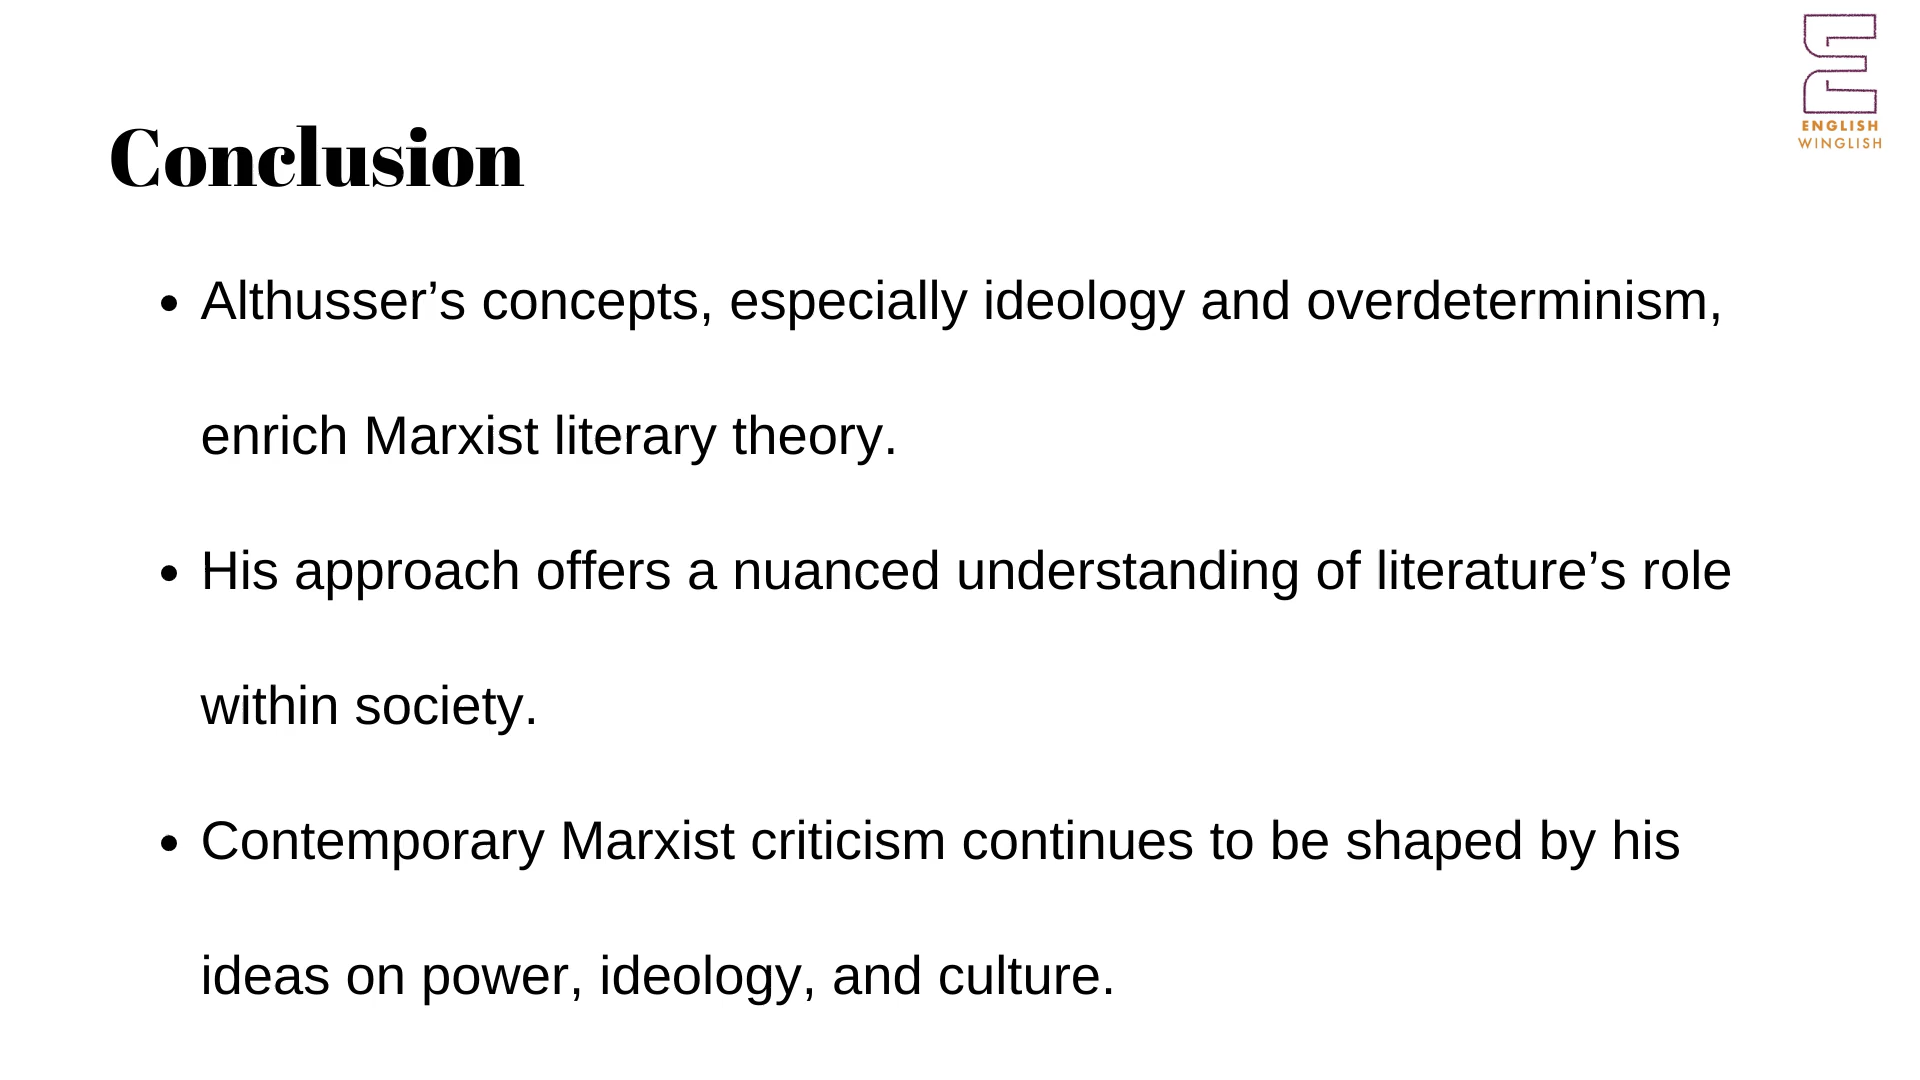 ENGLISH
WINGLISH
Conclusion
• Althusser’s concepts, especially ideology and overdeterminism,
enrich Marxist literary theory.
• His approach offers a nuanced understanding of literature’s role
within society.
• Contemporary Marxist criticism continues to be shaped by his
ideas on power, ideology, and culture.